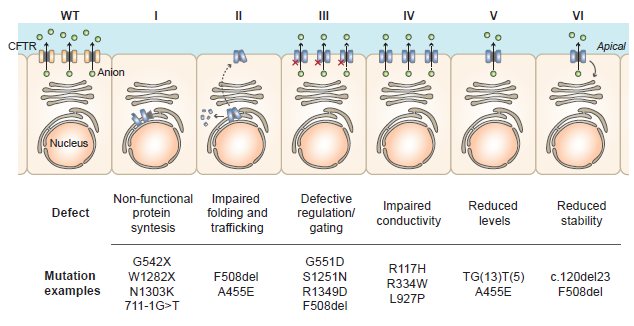 WT I II III IV V VI
CFTR
Apical
Anion
Nucleus
Defect
Non-functional
protein
syntesis
Impaired
folding and
trafficking
Defective
regulation/
gating
Impaired
conductivity
Reduced
levels
Reduced
stability
Mutation
examples
G542X
W1282X
N1303K
711-1G>T
F508del
A455E
G551D
S1251N
R1349D
F508del
R117H
R334W
L927P
TG(13)T(5)
A455E
c.120del23
F508del